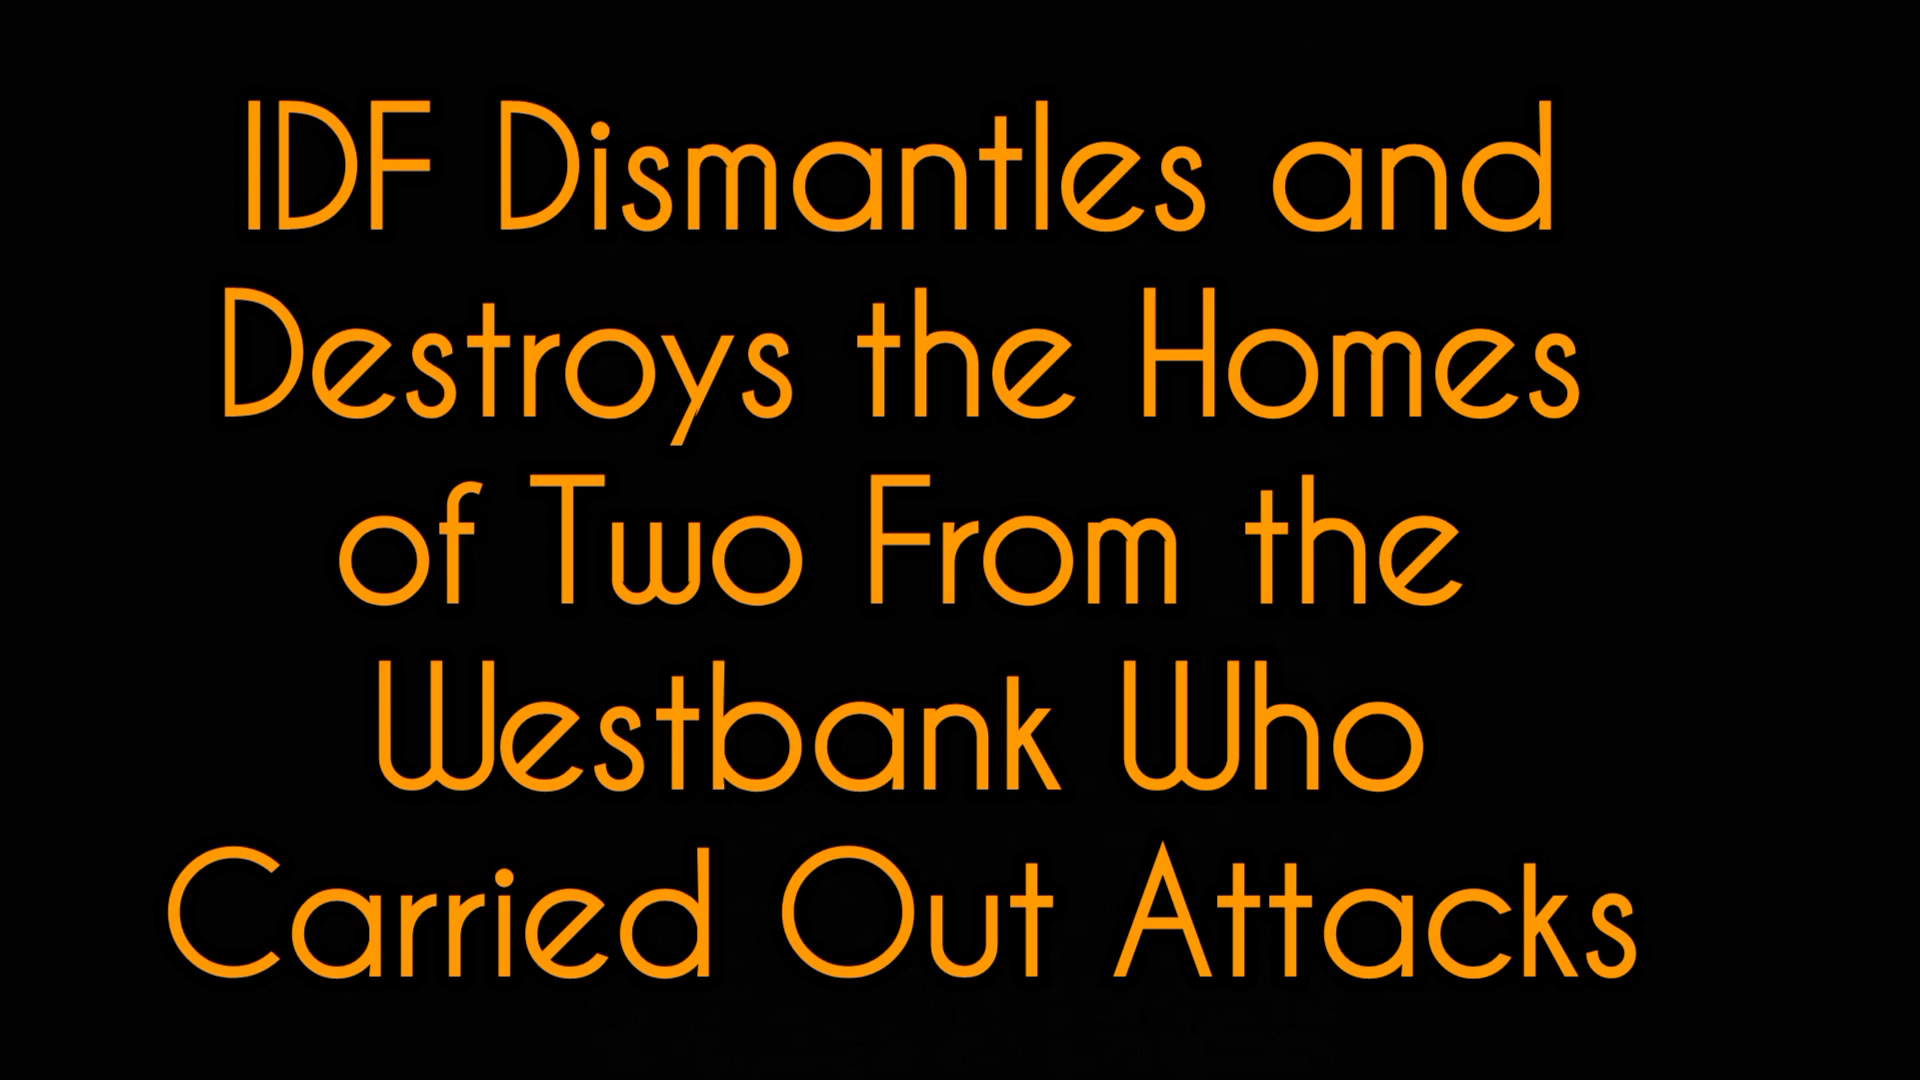 IDF Dismantles and
Destroys the Homes
of Two From the
Westbank Who
Carried Out Attacks